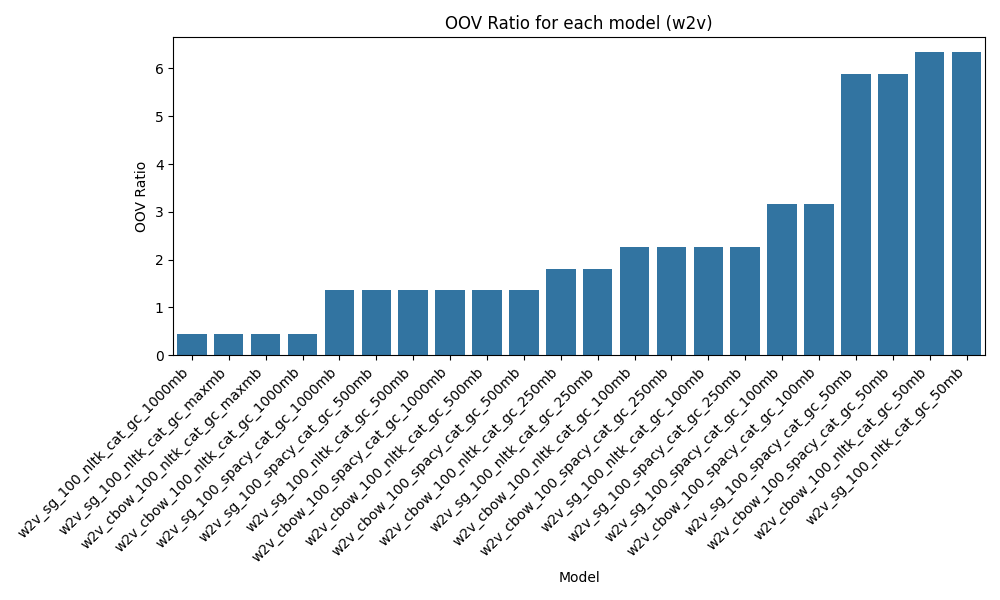 OOV Ratio for each model (w2v)
6
5
4
3
2
1
0
OOV Ratio
w2v_sg_100_nltk_cat_gc_1000mb
w2v_sg_100_nltk_cat_gc_maxmb
w2v_cbow_100_nltk_cat_gc_maxmb
w2v_cbow_100_nltk_cat_gc_1000mb
w2v_sg_100_spacy_cat_gc_1000mb
w2v_sg_100_spacy_cat_gc_500mb
w2v_sg_100_nltk_cat_gc_500mb
w2v_cbow_100_spacy_cat_gc_1000mb
w2v_cbow_100_nltk_cat_gc_500mb
w2v_cbow_100_spacy_cat_gc_500mb
w2v_cbow_100_nltk_cat_gc_250mb
w2v_sg_100_nltk_cat_gc_250mb
w2v_cbow_100_nltk_cat_gc_100mb
w2v_cbow_100_spacy_cat_gc_250mb
w2v_sg_100_nltk_cat_gc_100mb
w2v_sg_100_spacy_cat_gc_250mb
w2v_sg_100_spacy_cat_gc_100mb
w2v_cbow_100_spacy_cat_gc_100mb
w2v_sg_100_spacy_cat_gc_50mb
w2v_cbow_100_spacy_cat_gc_50mb
w2v_cbow_100_nltk_cat_gc_50mb
w2v_sg_100_nltk_cat_gc_50mb
Model